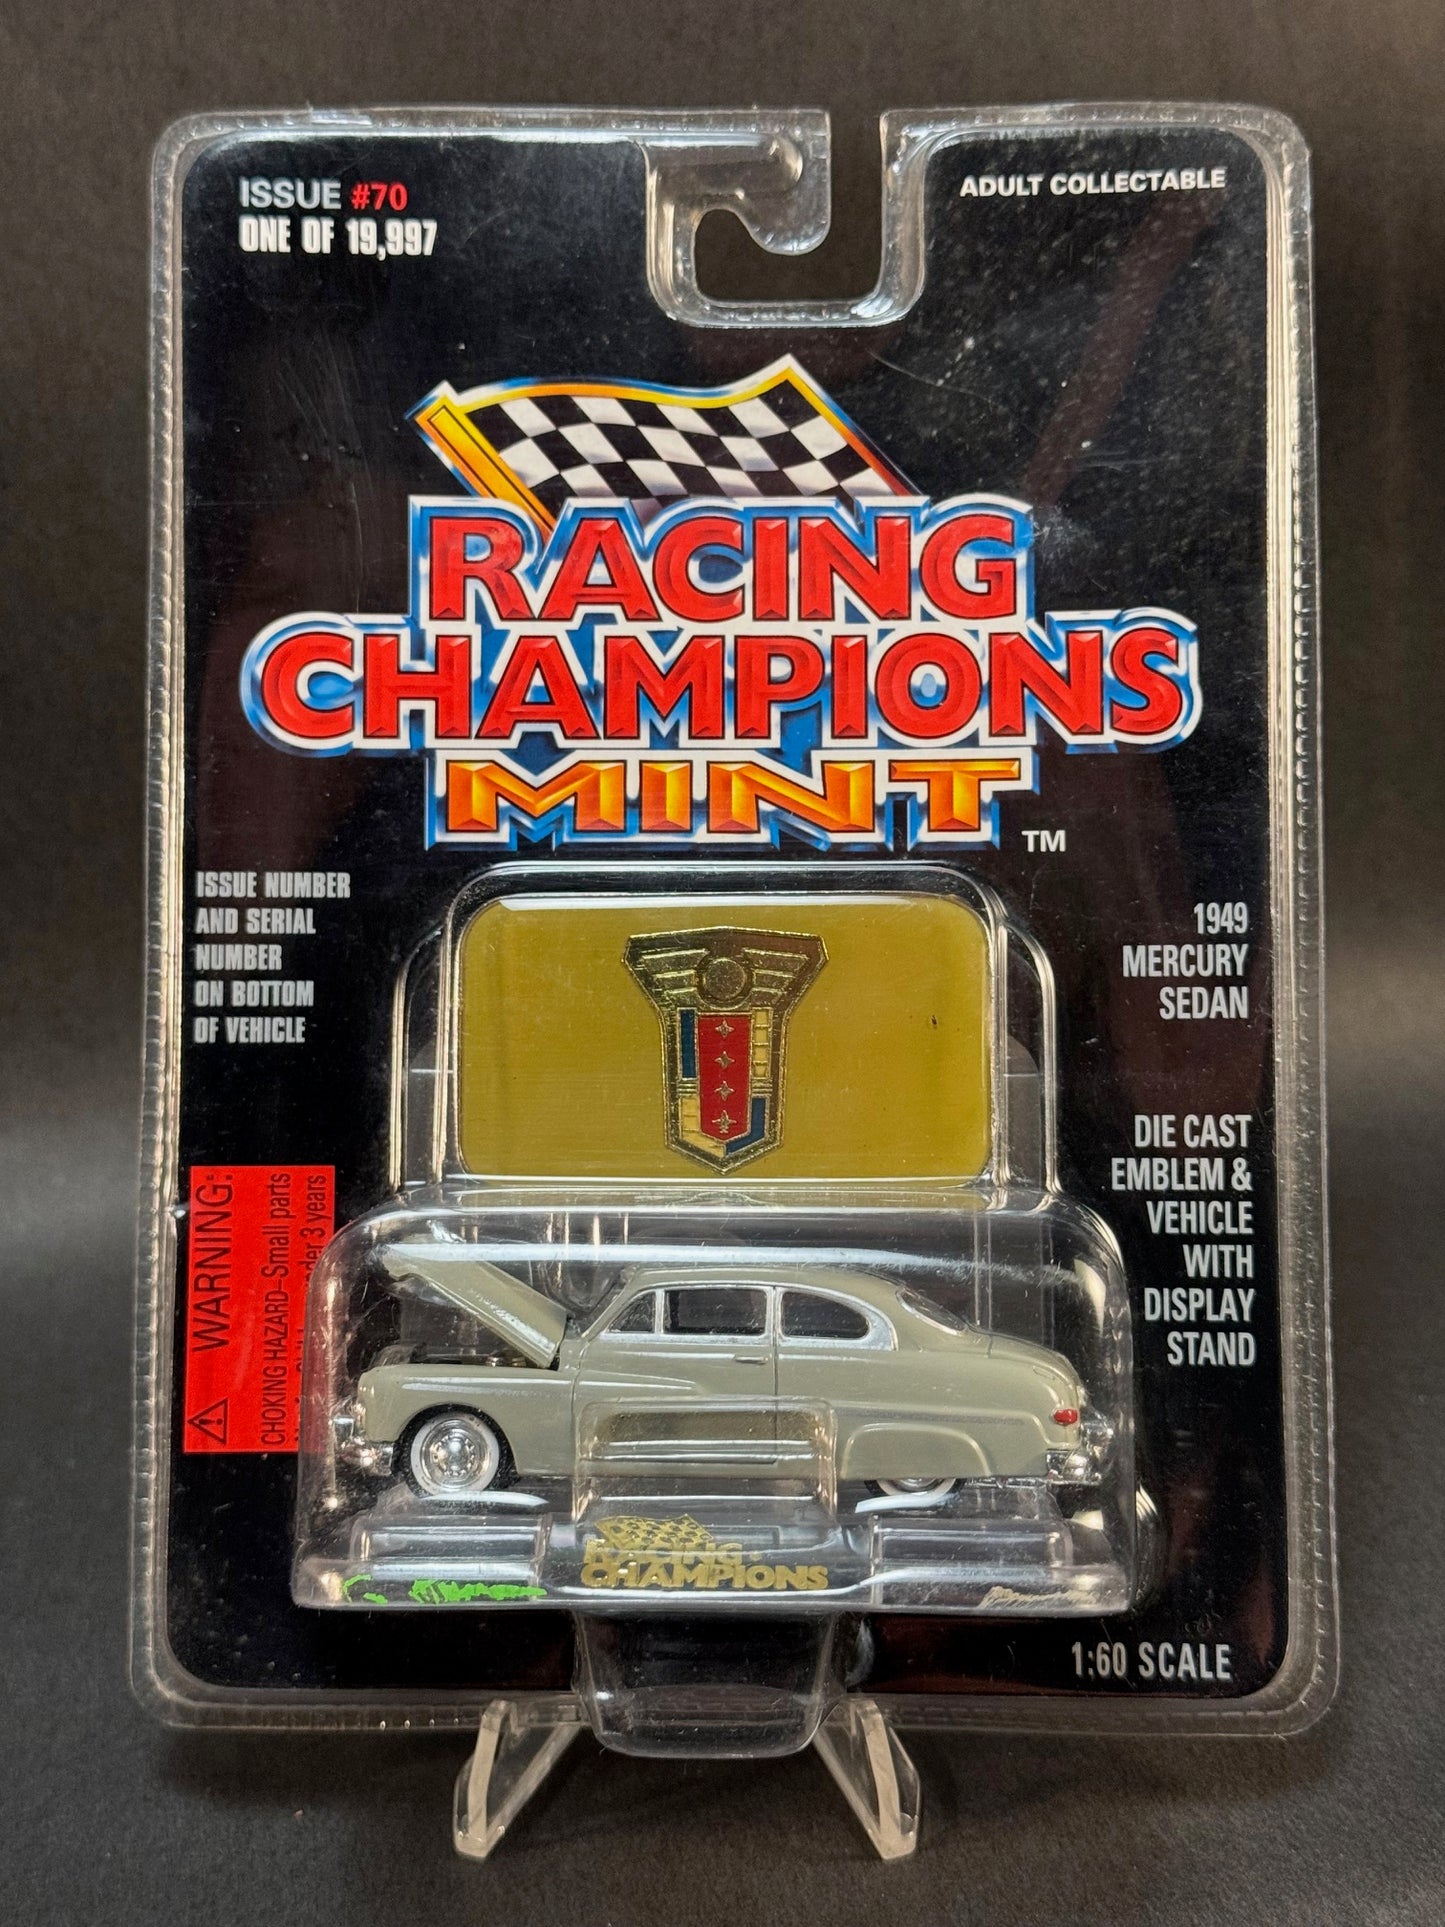 ISSUE #70
ONE OF 19,997
ADULT COLLECTABLE
RACING
CHAMPIONS
MINT TM
ISSUE NUMBER
AND SERIAL
NUMBER
ON BOTTOM
OF VEHICLE
1949
MERCURY
SEDAN
DIE CAST
EMBLEM &
VEHICLE
WITH
DISPLAY
STAND
WARNING:
CHOKING HAZARD—Small parts
3 years
RACING
CHAMPIONS
1:60 SCALE